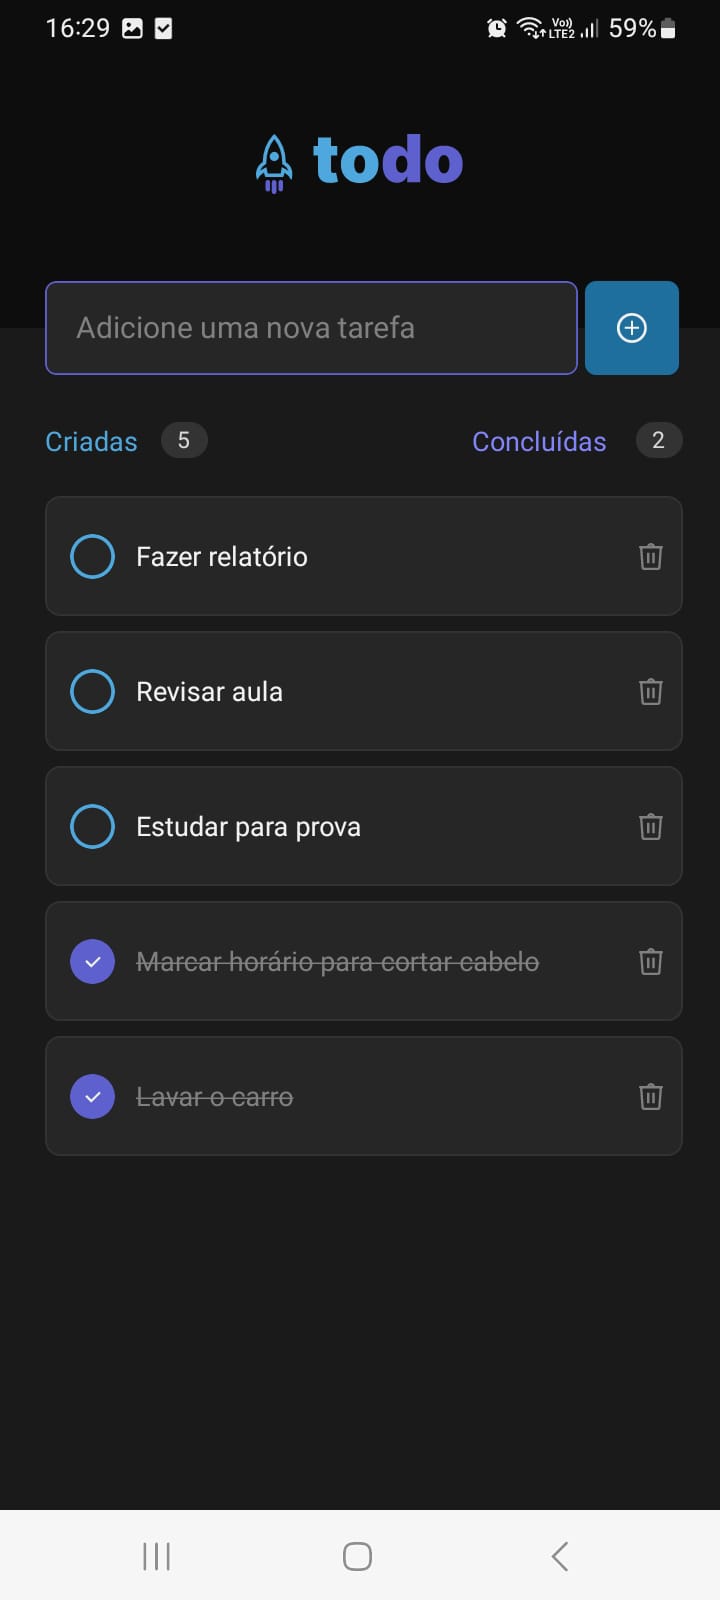 16:29 Vo)) LTE2 59%
todo
Adicione uma nova tarefa
Criadas 5 Concluídas 2
Fazer relatório
Revisar aula
Estudar para prova
Marcar horário para cortar cabelo
Lavar o carro